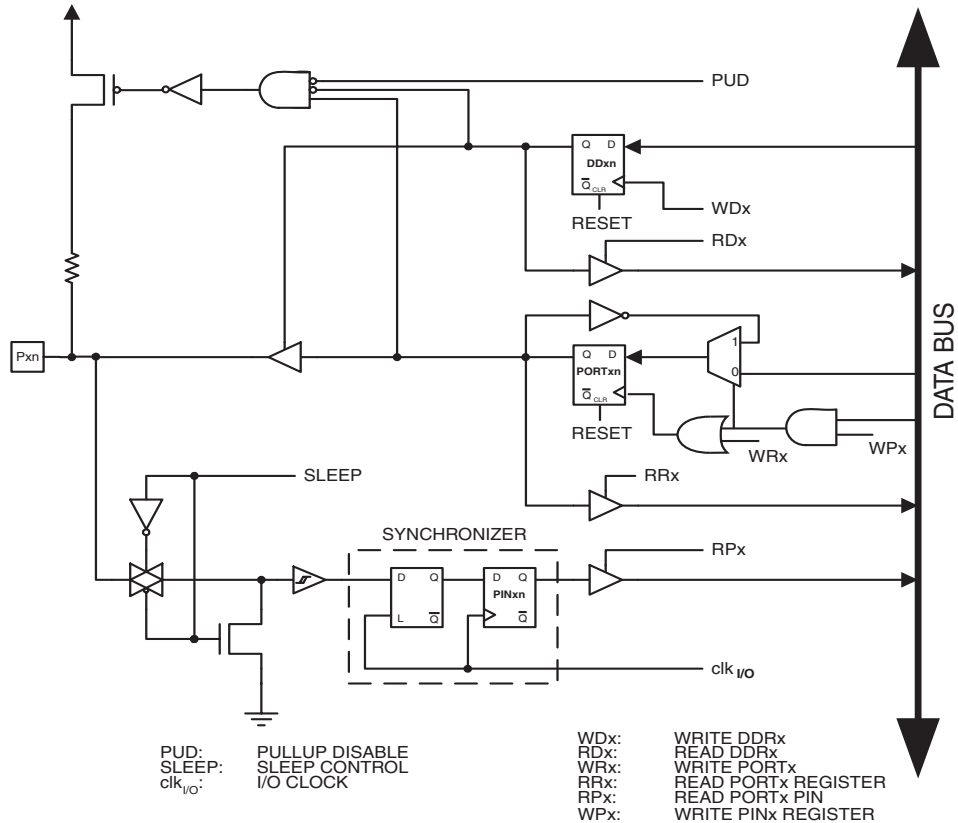 PUD
Q D
DDxn
Q CLR
WDx
RESET
RDx
DATA BUS
1
Pxn
Q D
PORTxn
0
Q CLR
RESET
WRx
WPx
SLEEP
RRx
SYNCHRONIZER
RPx
D Q
D Q
PINxn
L Q
Q
clk I/O
PUD: PULLUP DISABLE
SLEEP: SLEEP CONTROL
clkI/O: I/O CLOCK
WDx: WRITE DDRx
RDx: READ DDRx
WRx: WRITE PORTx
RRx: READ PORTx REGISTER
RPx: READ PORTx PIN
WPx: WRITE PINx REGISTER